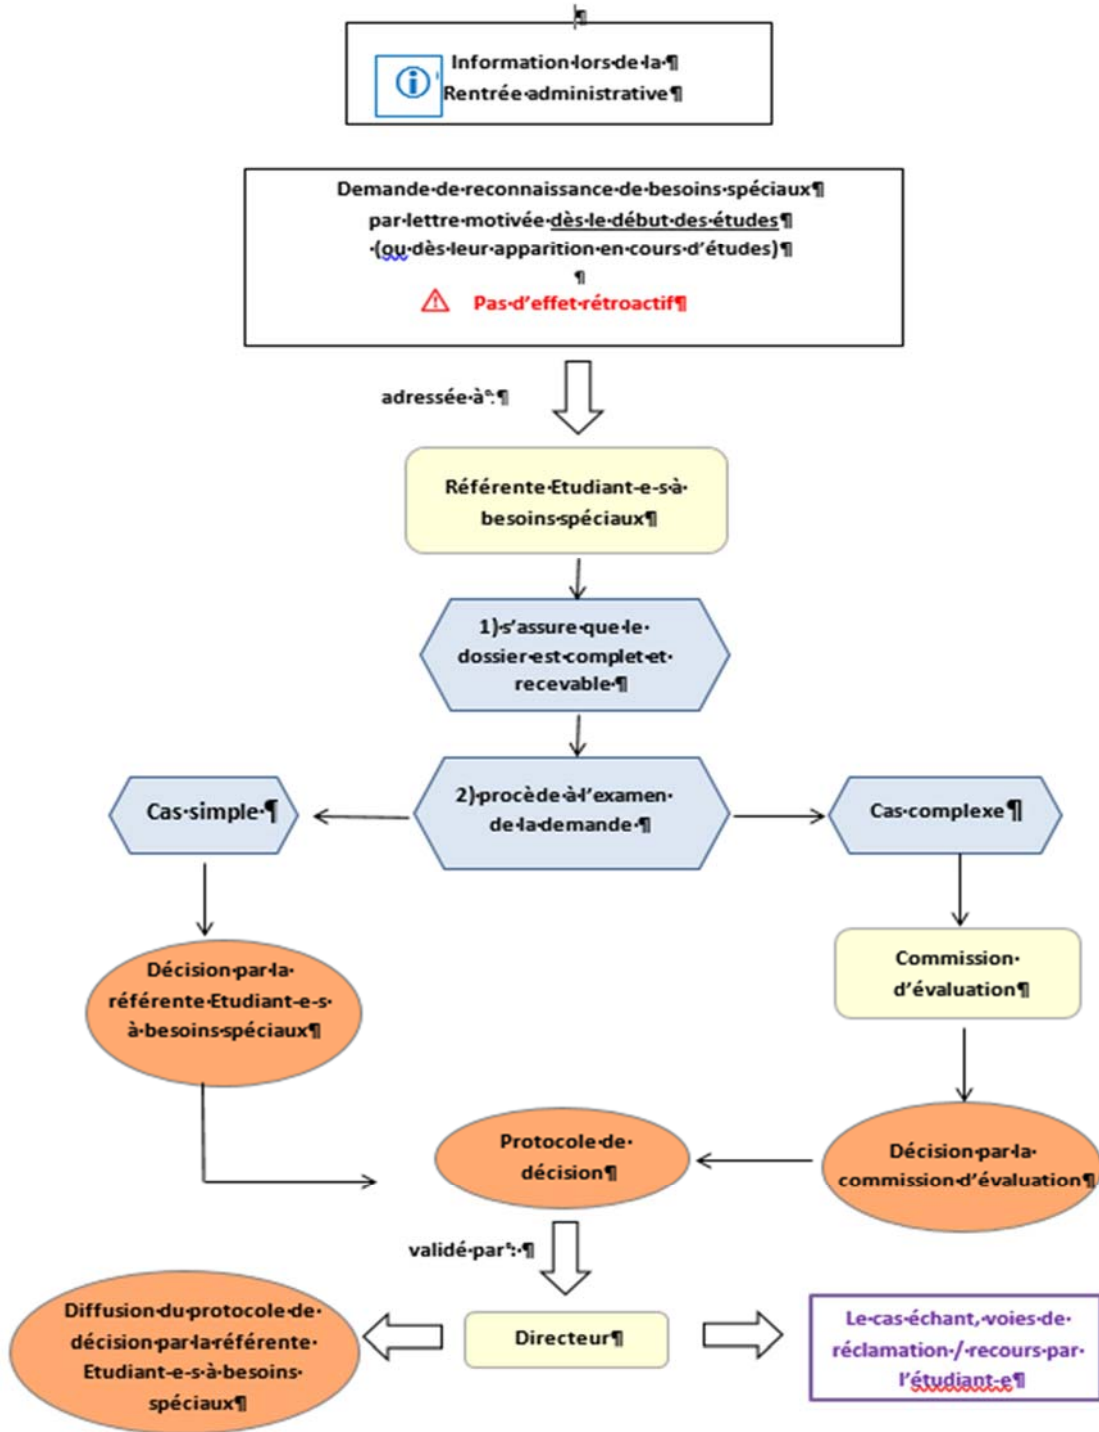 ¶
Information·lors·de·la·¶
Rentrée·administrative¶
Demande·de·reconnaissance·de·besoins·spéciaux¶
par·lettre·motivée·dès·le·début·des·études¶
·(ou·dès·leur·apparition·en·cours·d'études)¶
¶
Pas·d'effet·rétroactif¶
adressée·à°:¶
Référente·Etudiant-e-s·à·
besoins·spéciaux¶
1)·s'assure·que·le·
dossier·est·complet·et·
recevable·¶
2)·procède·à·l'examen·
de·la·demande·¶
Cas·simple·¶
Cas·complexe¶
Décision·par·la·
référente·Etudiant-e-s·
à·besoins·spéciaux¶
Commission·
d'évaluation¶
Protocole·de·
décision¶
Décision·par·la·
commission·d'évaluation¶
validé·par°:·¶
Diffusion·du·protocole·de·
décision·par·la·référente·
Etudiant-e-s·à·besoins·
spéciaux¶
Directeur¶
Le·cas·échant,·voies·de·
réclamation·/·recours·par·
l'étudiant-e¶